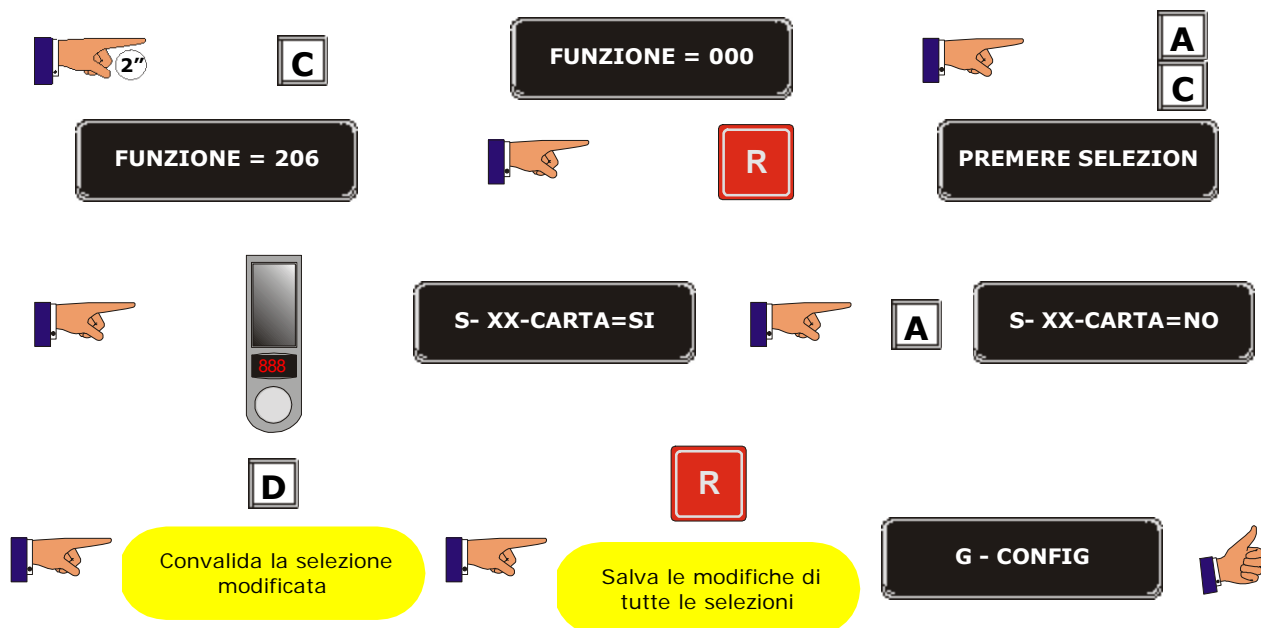 2”
C
FUNZIONE = 000
A
C
FUNZIONE = 206
R
PREMERE SELEZION
888
S- XX-CARTA=SI
A
S- XX-CARTA=NO
D
Convalida la selezione
modificata
R
Salva le modifiche di
tutte le selezioni
G - CONFIG